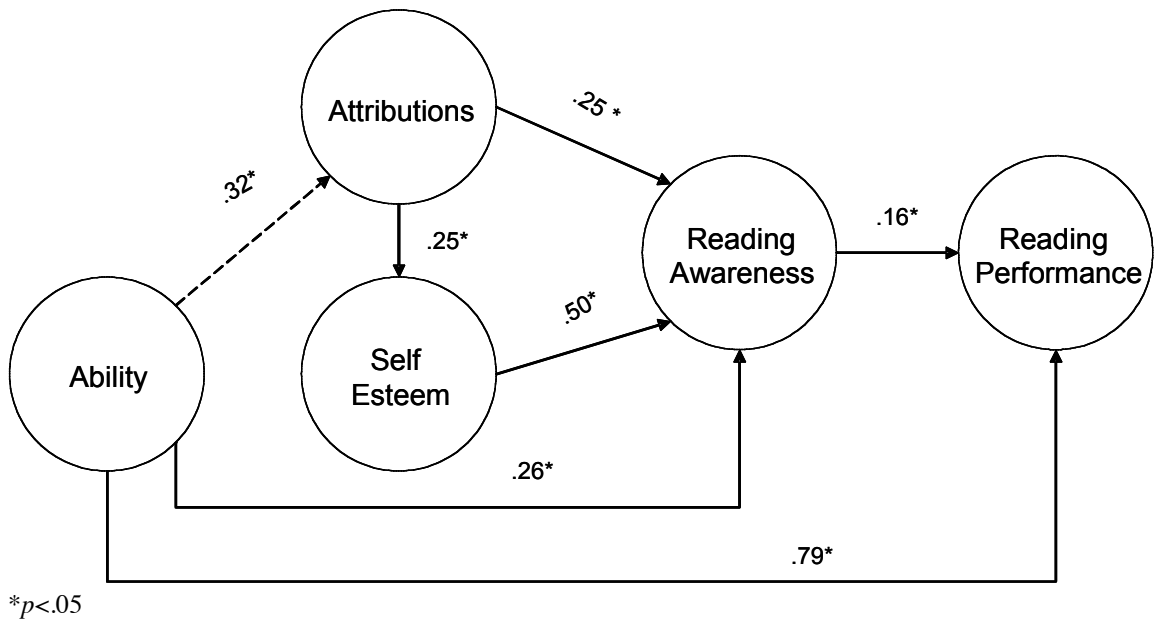 Attributions
.25 *
.32*
.25*
Reading
Awareness
.16*
Reading
Performance
.50*
Ability
Self
Esteem
.26*
.79*
*p<.05